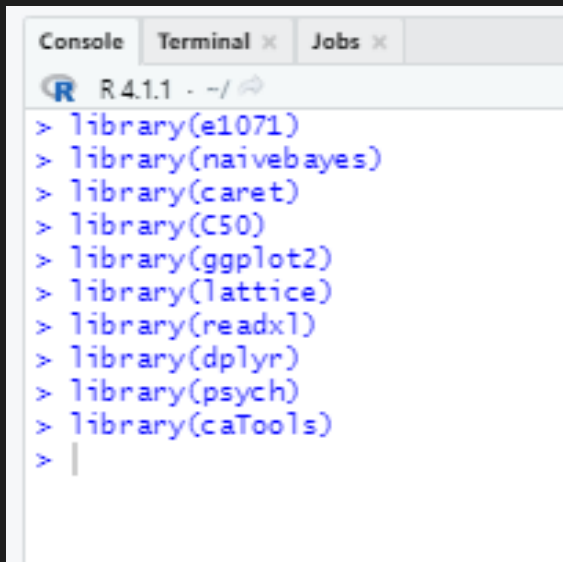 Console Terminal × Jobs ×
R R 4.1.1 · ~/
> library(e1071)
> library(naivebayes)
> library(caret)
> library(C50)
> library(ggplot2)
> library(lattice)
> library(readxl)
> library(dplyr)
> library(psych)
> library(caTools)
>